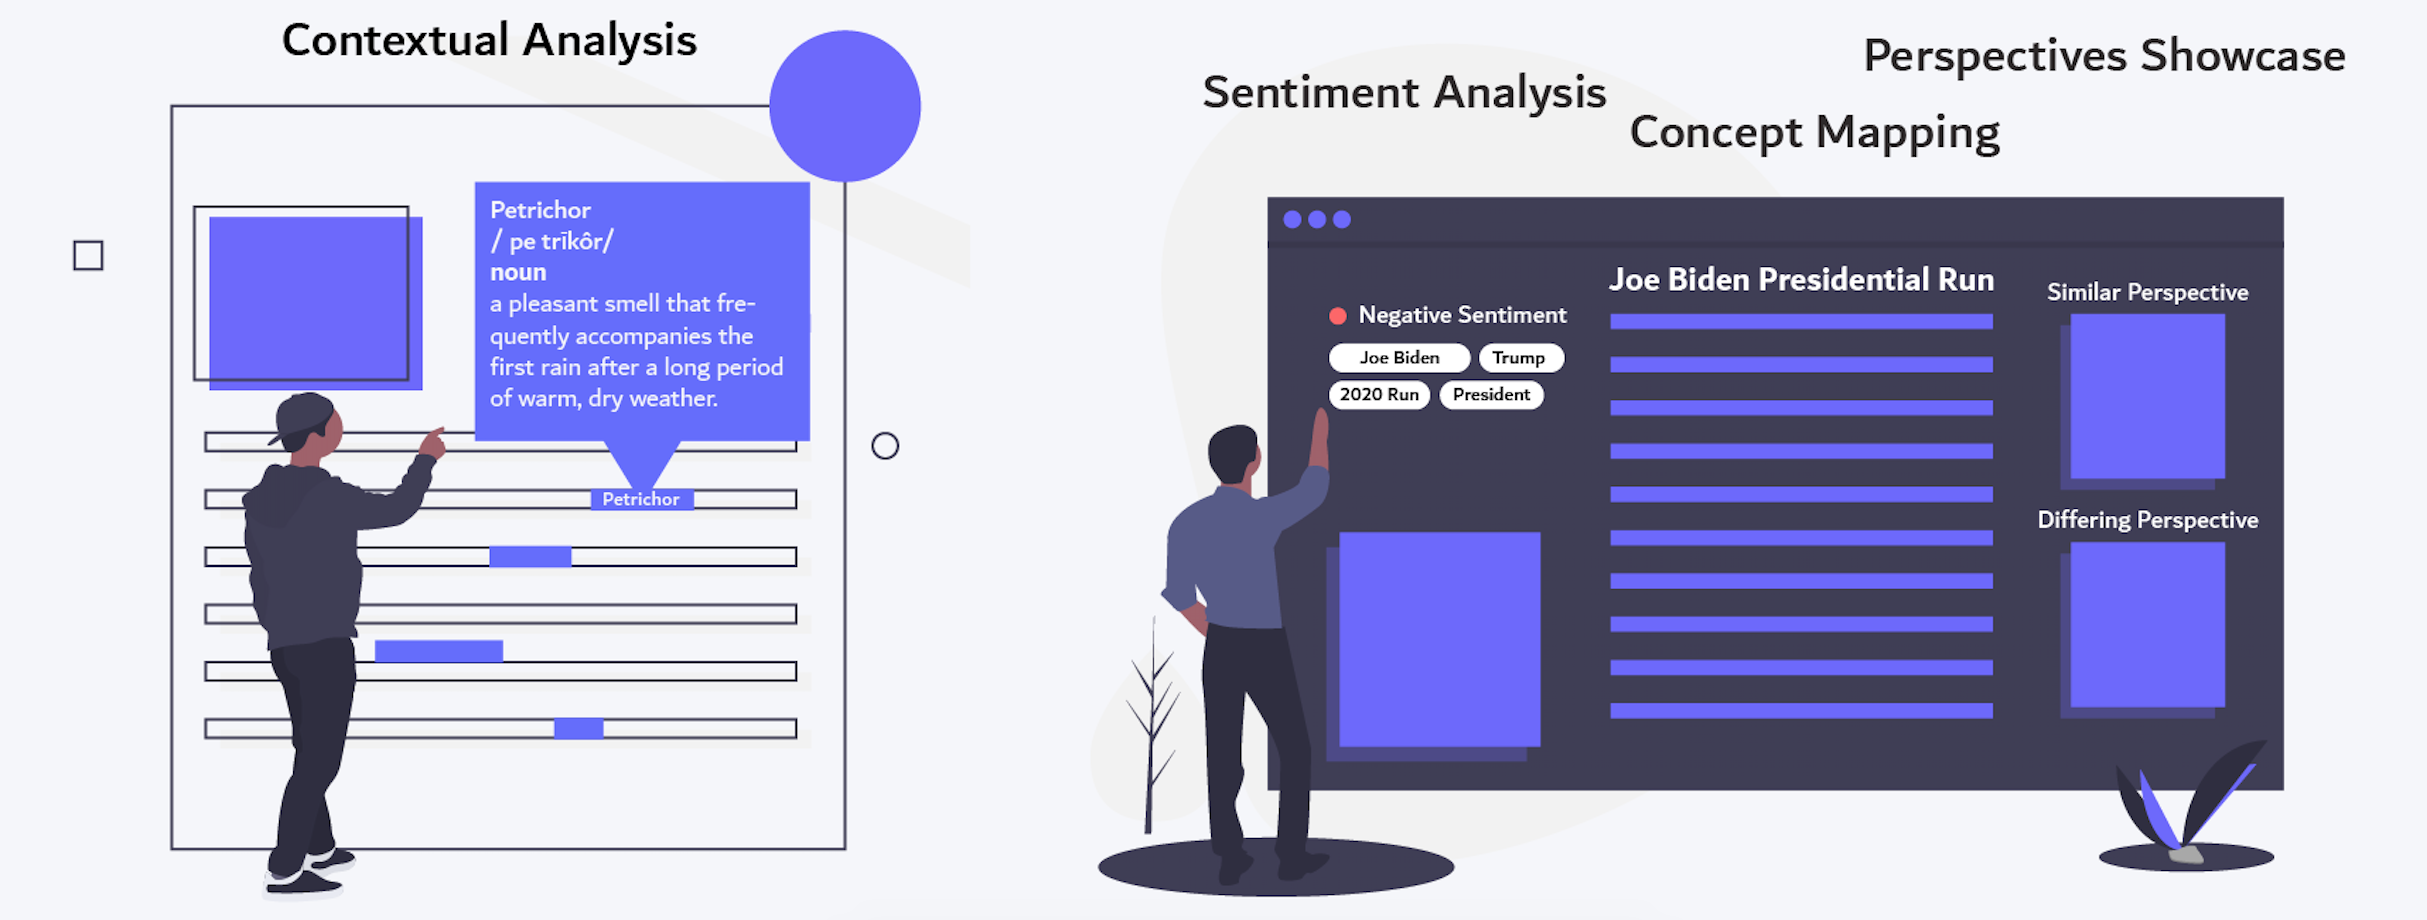 Contextual Analysis
Petrichor
/ pe trīkôr/
noun
a pleasant smell that fre-
quently accompanies the
first rain after a long period
of warm, dry weather.
Petrichor
Sentiment Analysis
Concept Mapping
Perspectives Showcase
Negative Sentiment
Joe Biden
Trump
2020 Run
President
Joe Biden Presidential Run
Similar Perspective
Differing Perspective